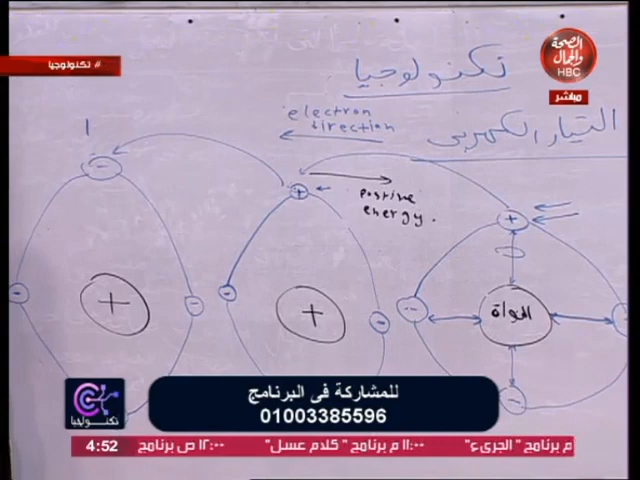 # تكنولوجيا
الصحة
والجمال
HBC
مباشر
تكنولوجيا
التيار الكهربى
electron
direction
1
-
+
+
positive
energy.
-
-
-
-
-
-
+
+
النواة
-
للمشاركة فى البرنامج
01003385596
تكنولوجيا
4:52
م برنامج " الجرىء"
١١:٠٠ م برنامج " كلام عسل"
١٢:٠٠ ص برنامج